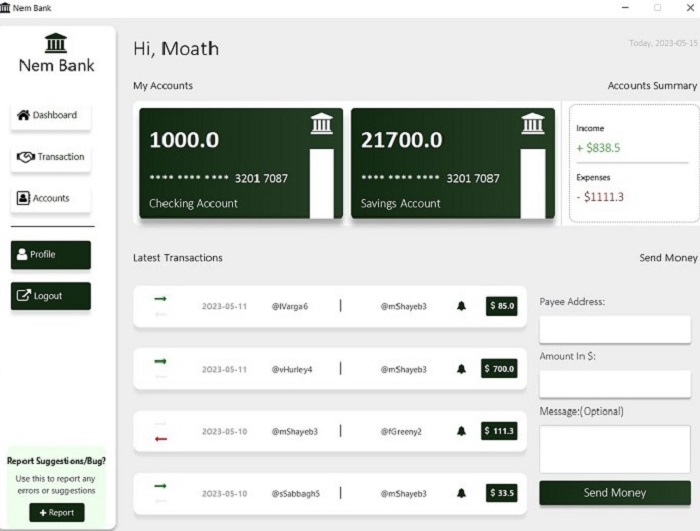 Nem Bank
Nem Bank
Dashboard
Transaction
Accounts
Profile
Logout
Report Suggestions/Bug?
Use this to report any
errors or suggestions
+ Report
Hi, Moath
Today, 2023-05-15
My Accounts
Accounts Summary
1000.0
**** **** **** 3201 7087
Checking Account
21700.0
**** **** **** 3201 7087
Savings Account
Income
+ $838.5
Expenses
- $1111.3
Latest Transactions
2023-05-11 @lVarga6 | @mShayeb3 $ 85.0
2023-05-11 @vHurley4 | @mShayeb3 $ 700.0
2023-05-10 @mShayeb3 | @fGreeny2 $ 111.3
2023-05-10 @sSabbagh5 | @mShayeb3 $ 33.5
Send Money
Payee Address:
Amount In $:
Message:(Optional)
Send Money